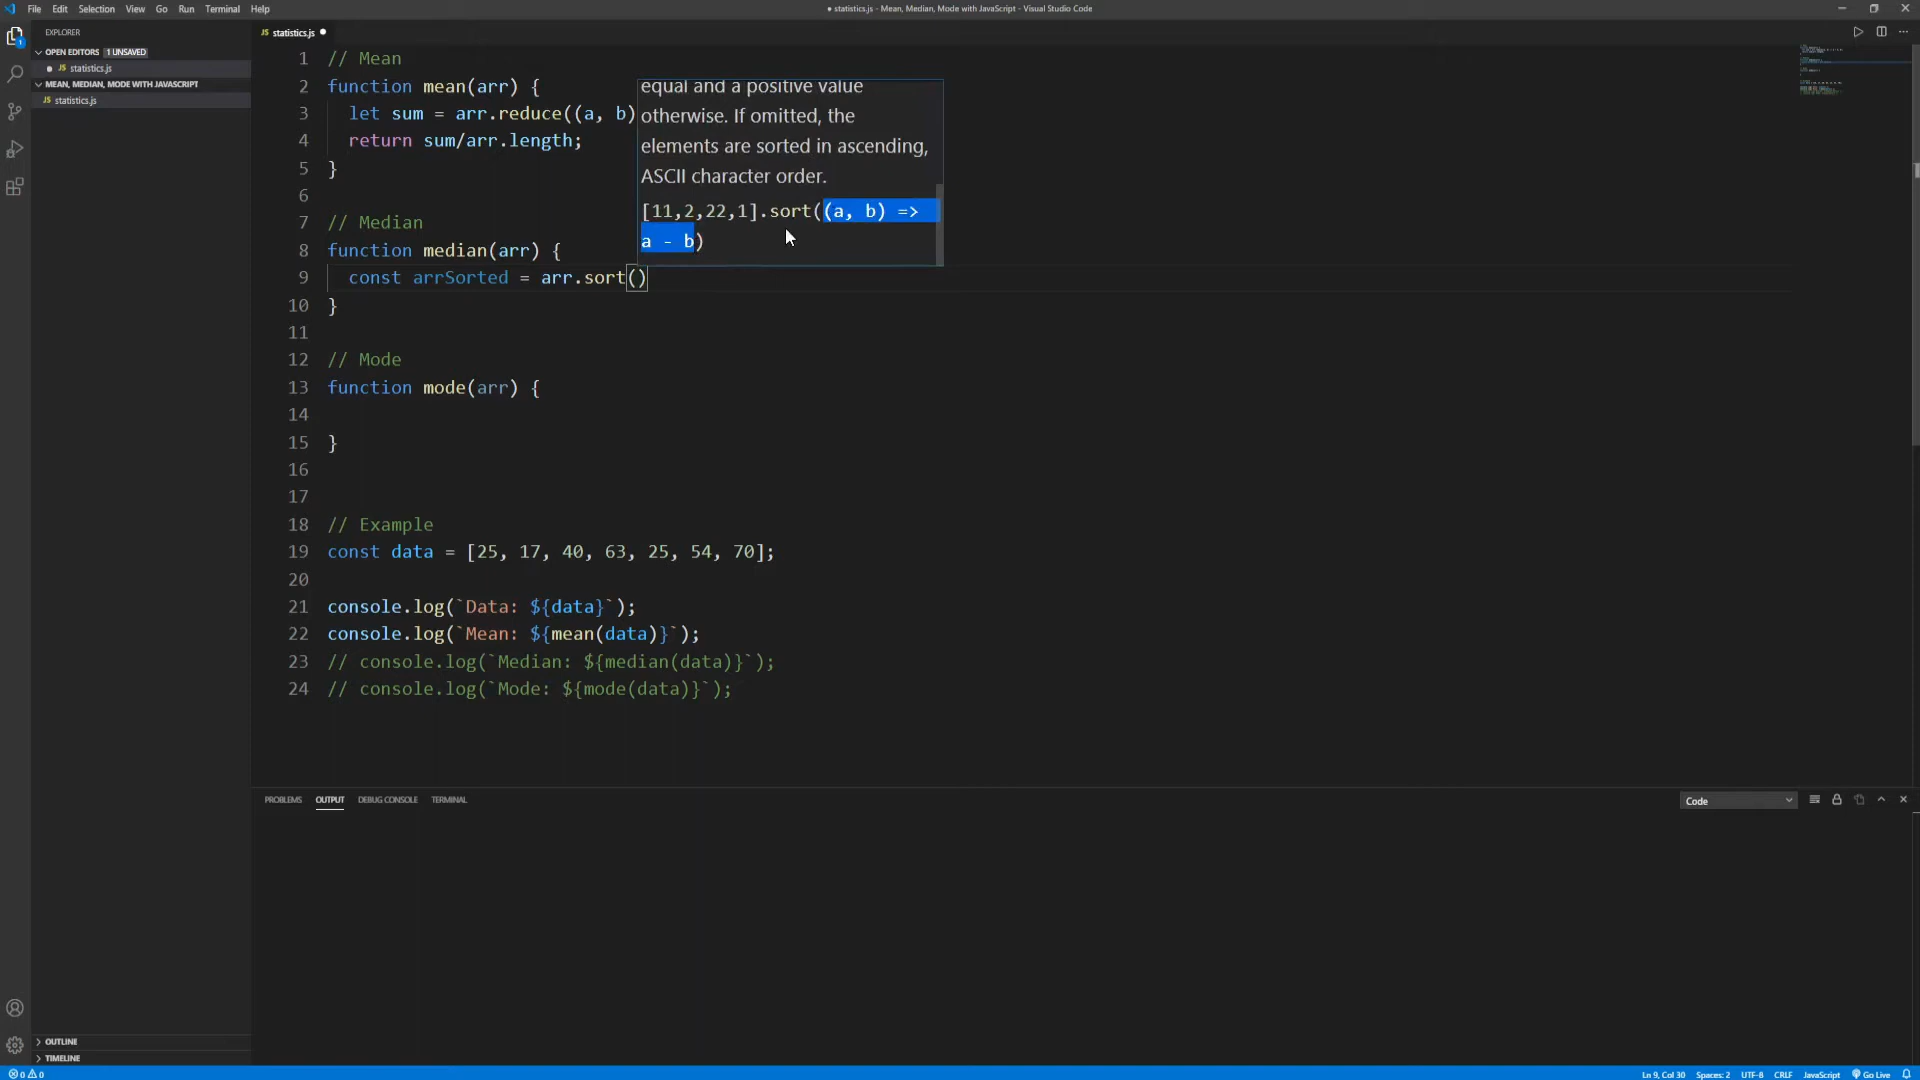 File Edit Selection View Go Run Terminal Help
● statistics.js - Mean, Median, Mode with JavaScript - Visual Studio Code
EXPLORER
OPEN EDITORS 1 UNSAVED
● JS statistics.js
MEAN, MEDIAN, MODE WITH JAVASCRIPT
JS statistics.js
JS statistics.js ●
1 // Mean
2 function mean(arr) {
3 let sum = arr.reduce((a, b)
4 return sum/arr.length;
5 }
6
7 // Median
8 function median(arr) {
9 const arrSorted = arr.sort()
10 }
11
12 // Mode
13 function mode(arr) {
14
15 }
16
17
18 // Example
19 const data = [25, 17, 40, 63, 25, 54, 70];
20
21 console.log(`Data: ${data}`);
22 console.log(`Mean: ${mean(data)}`);
23 // console.log(`Median: ${median(data)}`);
24 // console.log(`Mode: ${mode(data)}`);
equal and a positive value
otherwise. If omitted, the
elements are sorted in ascending,
ASCII character order.
[11,2,22,1].sort((a, b) =>
a - b)
PROBLEMS OUTPUT DEBUG CONSOLE TERMINAL
Code
OUTLINE
TIMELINE
0 0
Ln 9, Col 30 Spaces: 2 UTF-8 CRLF JavaScript Go Live
1